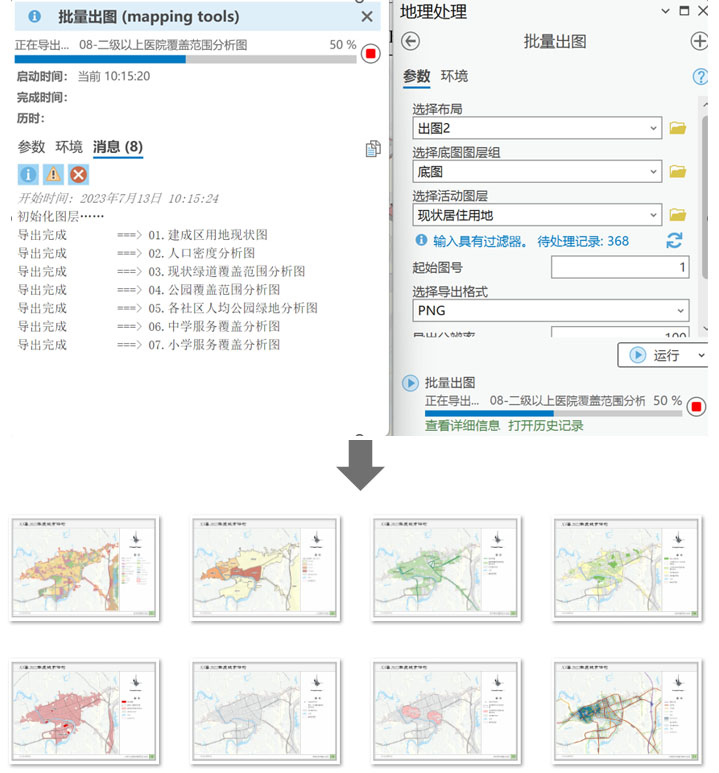 批量出图 (mapping tools)
正在导出... 08-二级以上医院覆盖范围分析图 50 %
启动时间： 当前 10:15:20
完成时间：
历时：
参数 环境 消息 (8)
开始时间: 2023年7月13日 10:15:24
初始化图层……
导出完成 ===> 01.建成区用地现状图
导出完成 ===> 02.人口密度分析图
导出完成 ===> 03.现状绿道覆盖范围分析图
导出完成 ===> 04.公园覆盖范围分析图
导出完成 ===> 05.各社区人均公园绿地分析图
导出完成 ===> 06.中学服务覆盖分析图
导出完成 ===> 07.小学服务覆盖分析图
地理处理
批量出图
参数 环境
选择布局
出图2
选择底图图层组
底图
选择活动图层
现状居住用地
输入具有过滤器。 待处理记录: 368
起始图号
1
选择导出格式
PNG
导出分辨率 100
运行
批量出图
正在导出... 08-二级以上医院覆盖范围分析 50 %
查看详细信息 打开历史记录